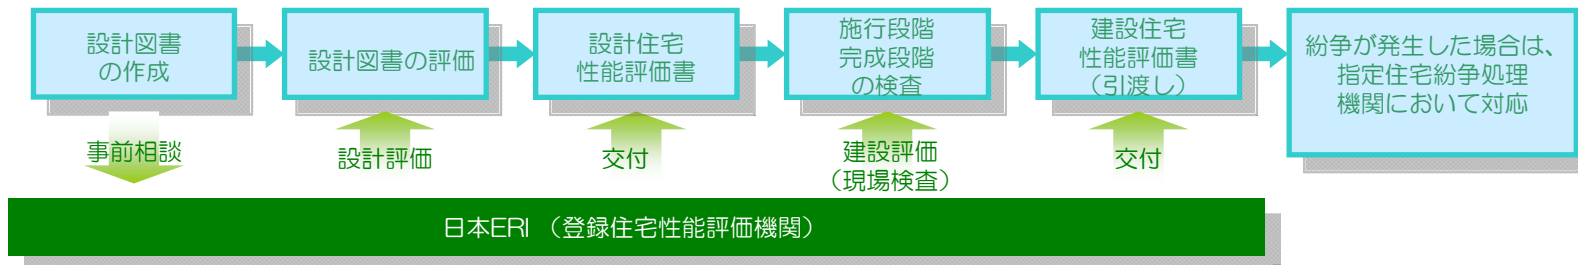 設計図書
の作成
設計図書の評価
設計住宅
性能評価書
施行段階
完成段階
の検査
建設住宅
性能評価書
（引渡し）
紛争が発生した場合は、
指定住宅紛争処理
機関において対応
事前相談
設計評価
交付
建設評価
（現場検査）
交付
日本ERI （登録住宅性能評価機関）